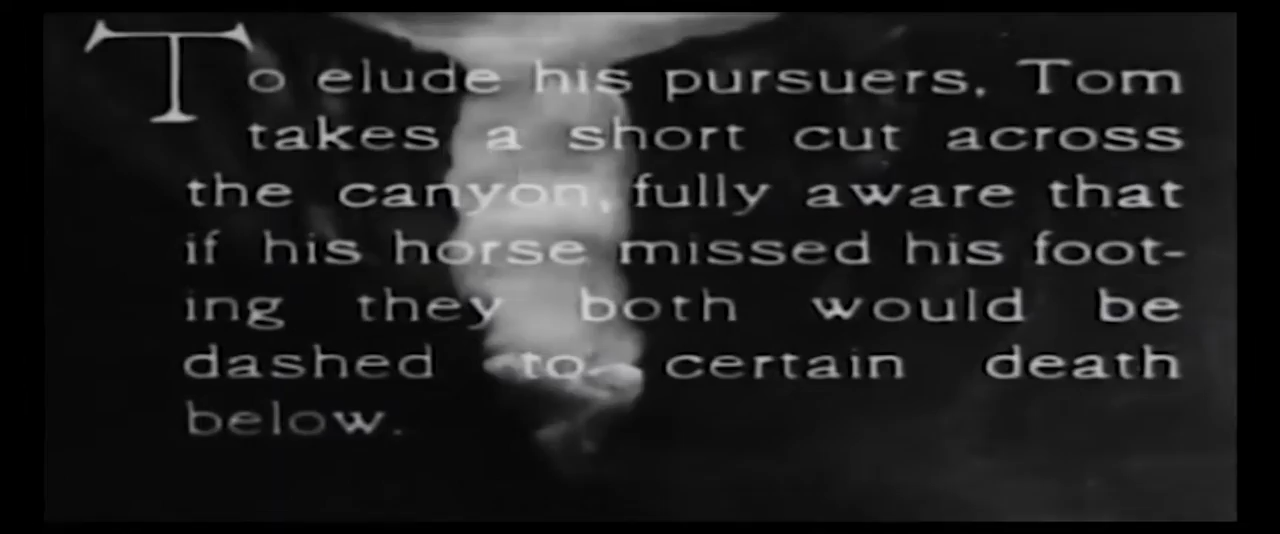 To elude his pursuers, Tom
takes a short cut across
the canyon, fully aware that
if his horse missed his foot-
ing they both would be
dashed to certain death
below.